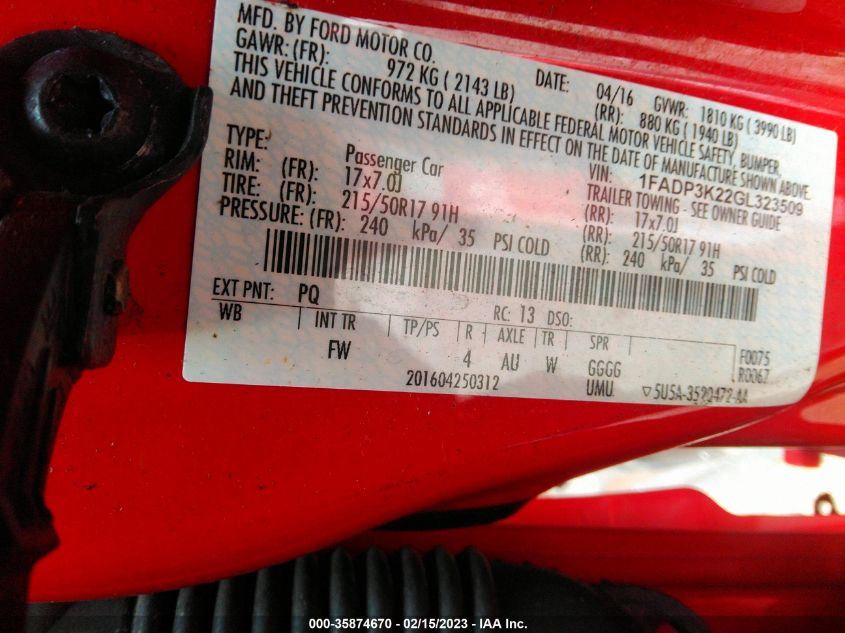 MFD. BY FORD MOTOR CO.
DATE: 04/16 GVWR: 1810 KG ( 3990 LB)
GAWR: (FR): 972 KG ( 2143 LB) (RR): 880 KG ( 1940 LB)
THIS VEHICLE CONFORMS TO ALL APPLICABLE FEDERAL MOTOR VEHICLE SAFETY, BUMPER,
AND THEFT PREVENTION STANDARDS IN EFFECT ON THE DATE OF MANUFACTURE SHOWN ABOVE.
VIN: 1FADP3K22GL323509
TYPE: Passenger Car TRAILER TOWING - SEE OWNER GUIDE
RIM: (FR): 17x7.0J (RR): 17x7.0J
TIRE: (FR): 215/50R17 91H (RR): 215/50R17 91H
PRESSURE: (FR): 240 kPa/ 35 PSI COLD (RR): 240 kPa/ 35 PSI COLD
EXT PNT: PQ RC: 13 DSO:
WB INT TR TP/PS R AXLE TR SPR F0075
FW 4 AU W GGGG R0067
201604250312 UMU ▽5U5A-3520472-AA
000-35874670 - 02/15/2023 - IAA Inc.